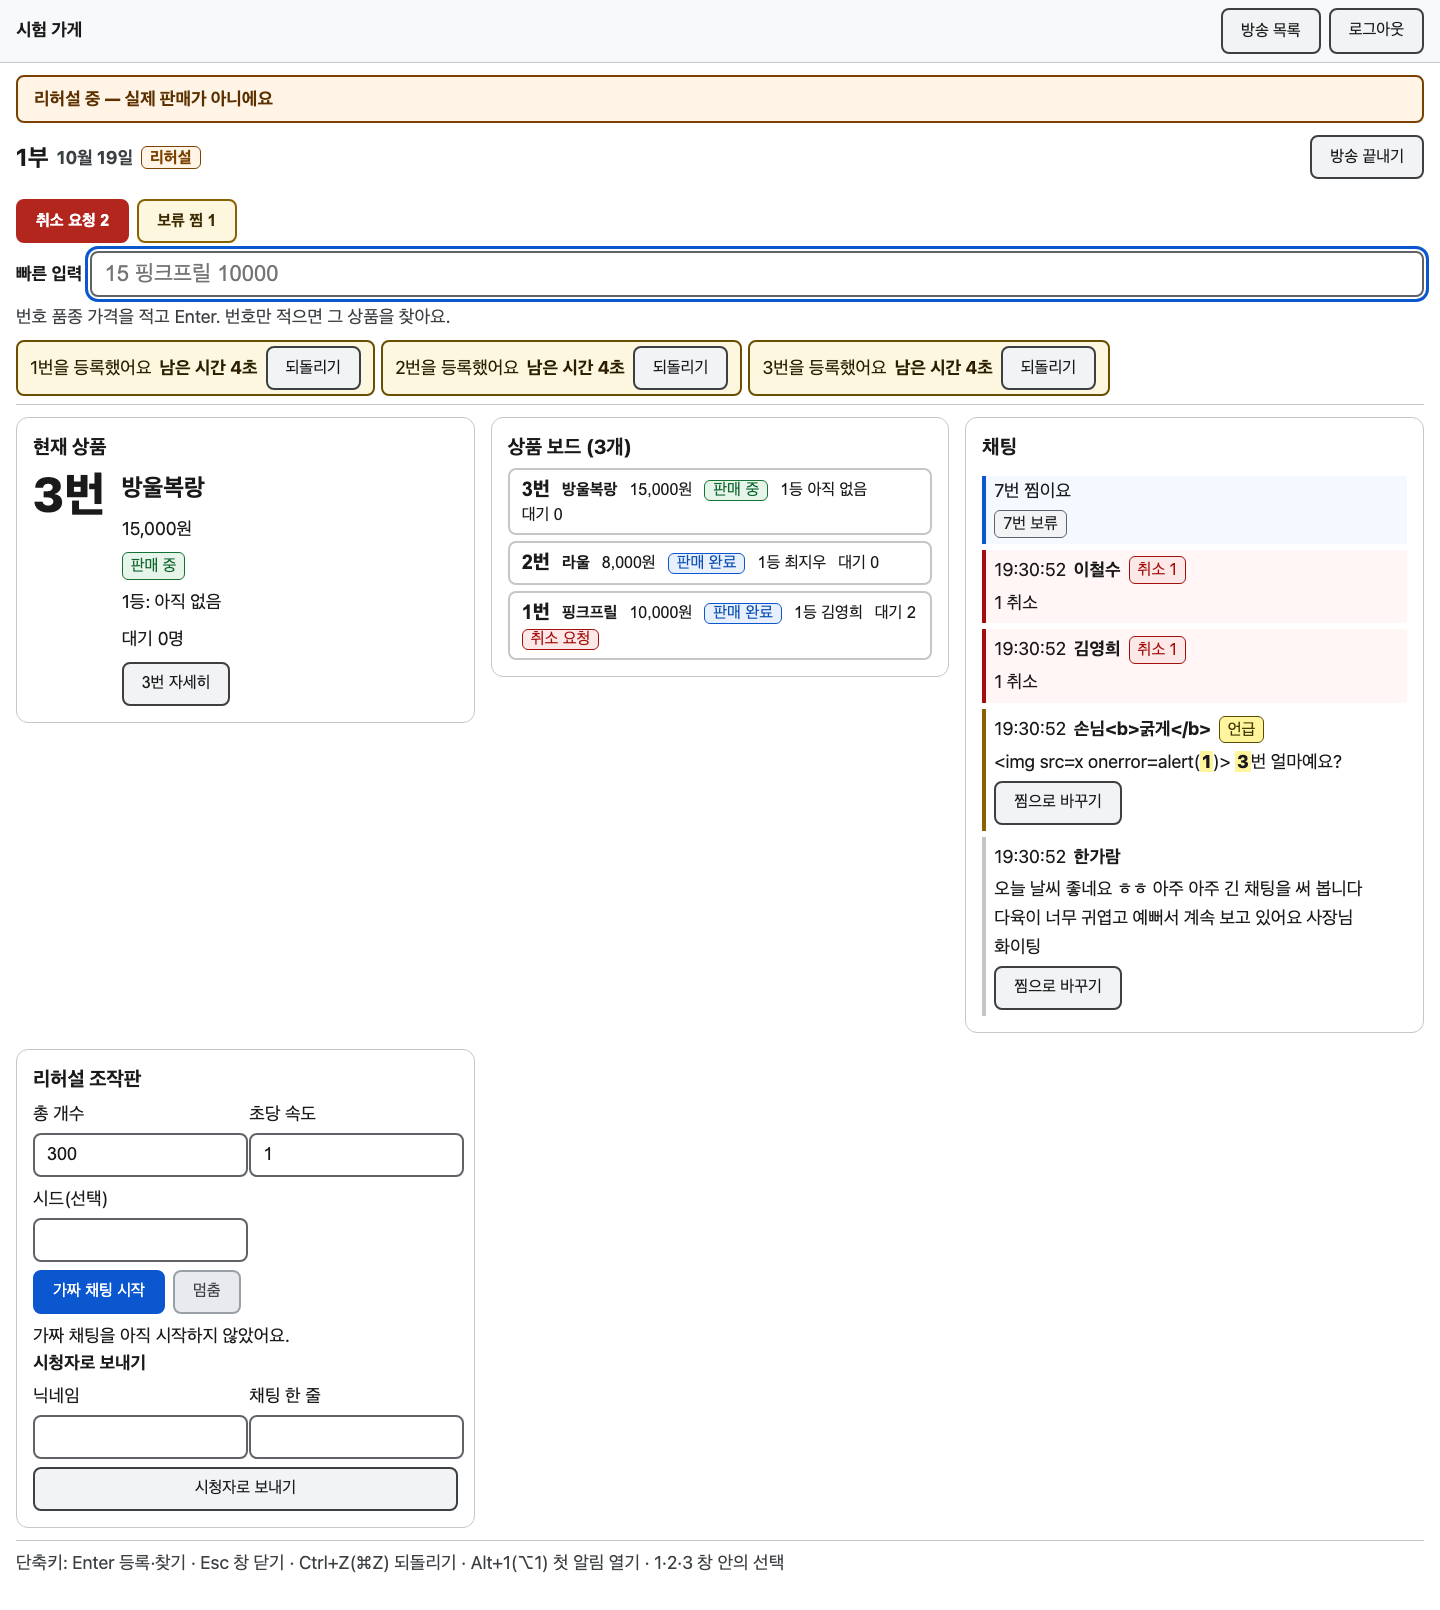 시험 가게
방송 목록
로그아웃
리허설 중 — 실제 판매가 아니에요
1부 10월 19일 리허설
방송 끝내기
취소 요청 2
보류 찜 1
빠른 입력
15 핑크프릴 10000
번호 품종 가격을 적고 Enter. 번호만 적으면 그 상품을 찾아요.
1번을 등록했어요 남은 시간 4초 되돌리기
2번을 등록했어요 남은 시간 4초 되돌리기
3번을 등록했어요 남은 시간 4초 되돌리기
현재 상품
3번 방울복랑
15,000원
판매 중
1등: 아직 없음
대기 0명
3번 자세히
상품 보드 (3개)
3번 방울복랑 15,000원 판매 중 1등 아직 없음
대기 0
2번 라울 8,000원 판매 완료 1등 최지우 대기 0
1번 핑크프릴 10,000원 판매 완료 1등 김영희 대기 2
취소 요청
채팅
7번 찜이요
7번 보류
19:30:52 이철수 취소 1
1 취소
19:30:52 김영희 취소 1
1 취소
19:30:52 손님<b>굵게</b> 언급
<img src=x onerror=alert(1)> 3번 얼마예요?
찜으로 바꾸기
19:30:52 한가람
오늘 날씨 좋네요 ㅎㅎ 아주 아주 긴 채팅을 써 봅니다
다육이 너무 귀엽고 예뻐서 계속 보고 있어요 사장님
화이팅
찜으로 바꾸기
리허설 조작판
총 개수 초당 속도
300 1
시드(선택)
가짜 채팅 시작 멈춤
가짜 채팅을 아직 시작하지 않았어요.
시청자로 보내기
닉네임 채팅 한 줄
시청자로 보내기
단축키: Enter 등록·찾기 · Esc 창 닫기 · Ctrl+Z(⌘Z) 되돌리기 · Alt+1(⌥1) 첫 알림 열기 · 1·2·3 창 안의 선택